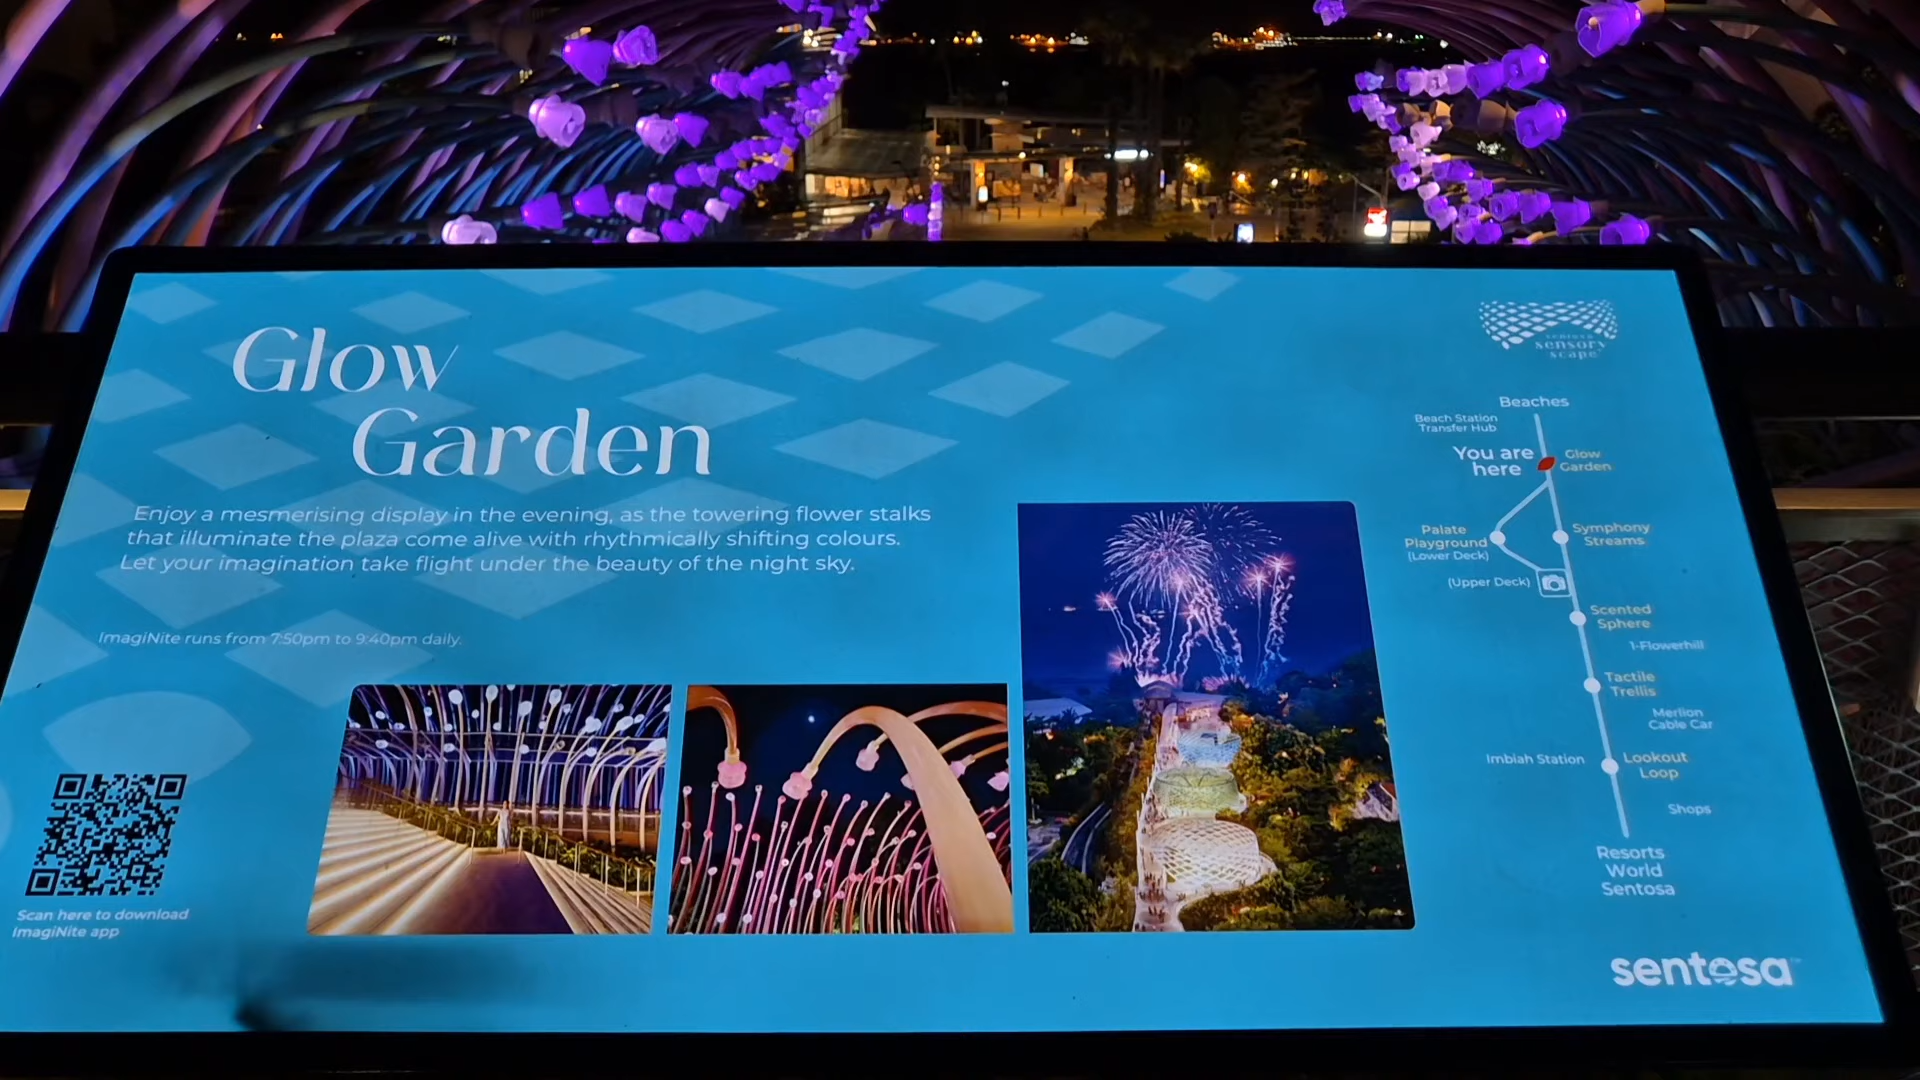 Glow
Garden
Enjoy a mesmerising display in the evening, as the towering flower stalks
that illuminate the plaza come alive with rhythmically shifting colours.
Let your imagination take flight under the beauty of the night sky.
ImagiNite runs from 7:50pm to 9:40pm daily.
Scan here to download
ImagiNite app
sentosa
sensory
scape
Beaches
Beach Station
Transfer Hub
You are
here
Glow
Garden
Palate
Playground
(Lower Deck)
Symphony
Streams
(Upper Deck)
Scented
Sphere
1-Flowerhill
Tactile
Trellis
Merlion
Cable Car
Imbiah Station
Lookout
Loop
Shops
Resorts
World
Sentosa
sentosa